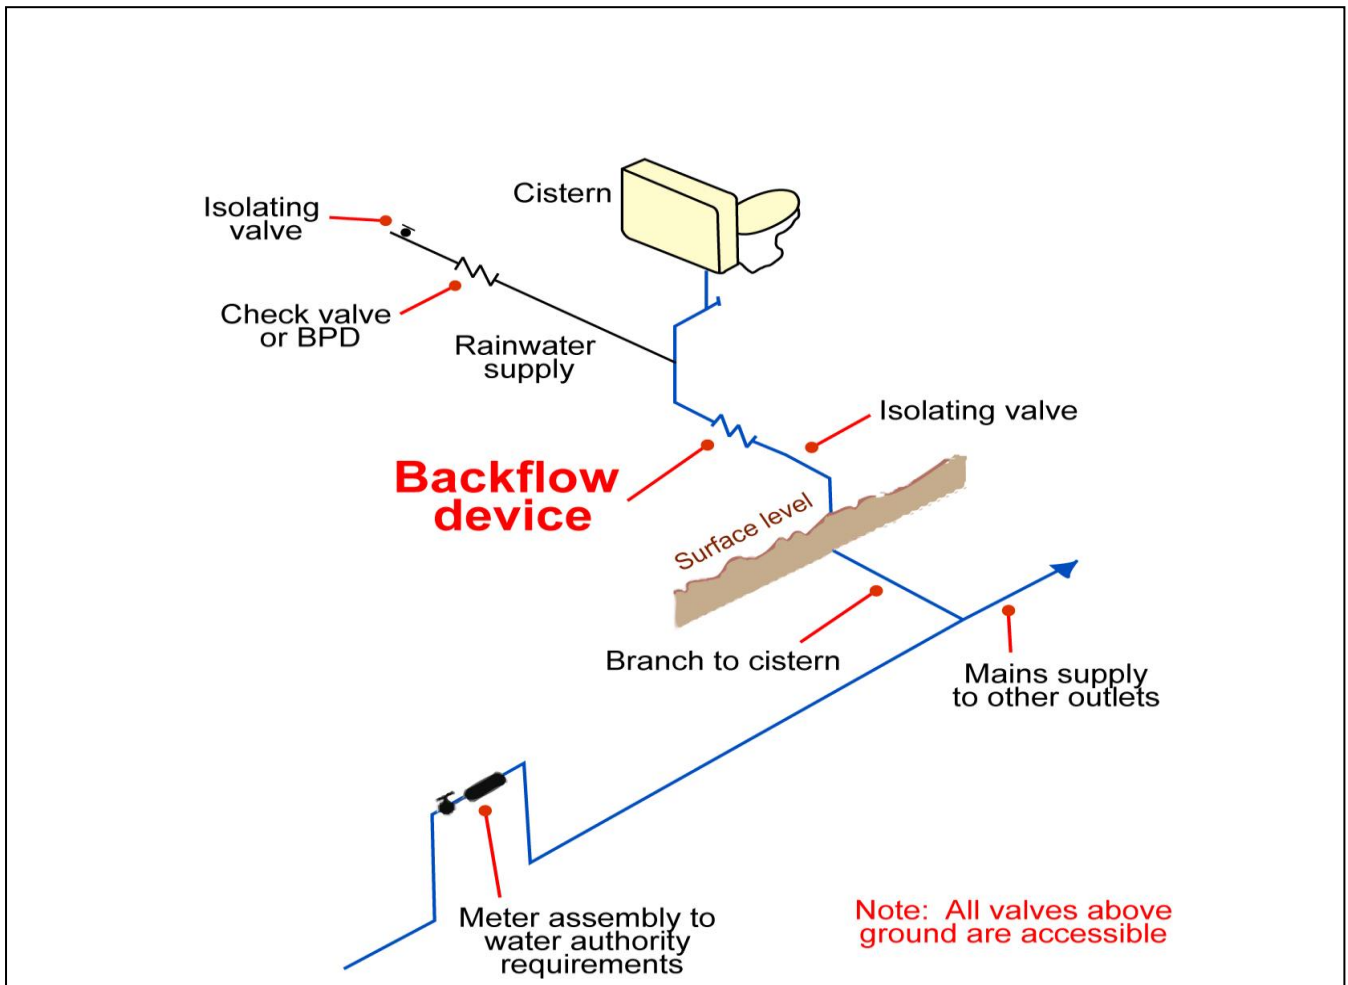 Cistern
Isolating
valve
Check valve
or BPD
Rainwater
supply
Isolating valve
Backflow
device
Surface level
Branch to cistern
Mains supply
to other outlets
Meter assembly to
water authority
requirements
Note:  All valves above
ground are accessible